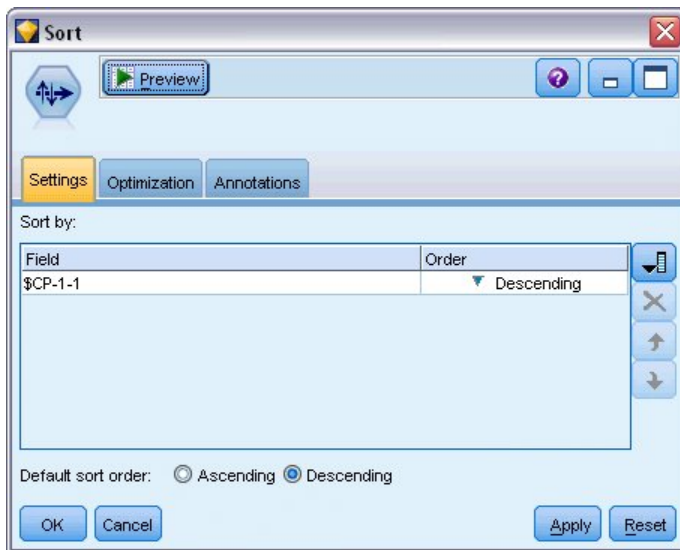 Sort
Preview
?
Settings Optimization Annotations
Sort by:
Field Order
$CP-1-1 Descending
Default sort order: Ascending Descending
OK Cancel Apply Reset